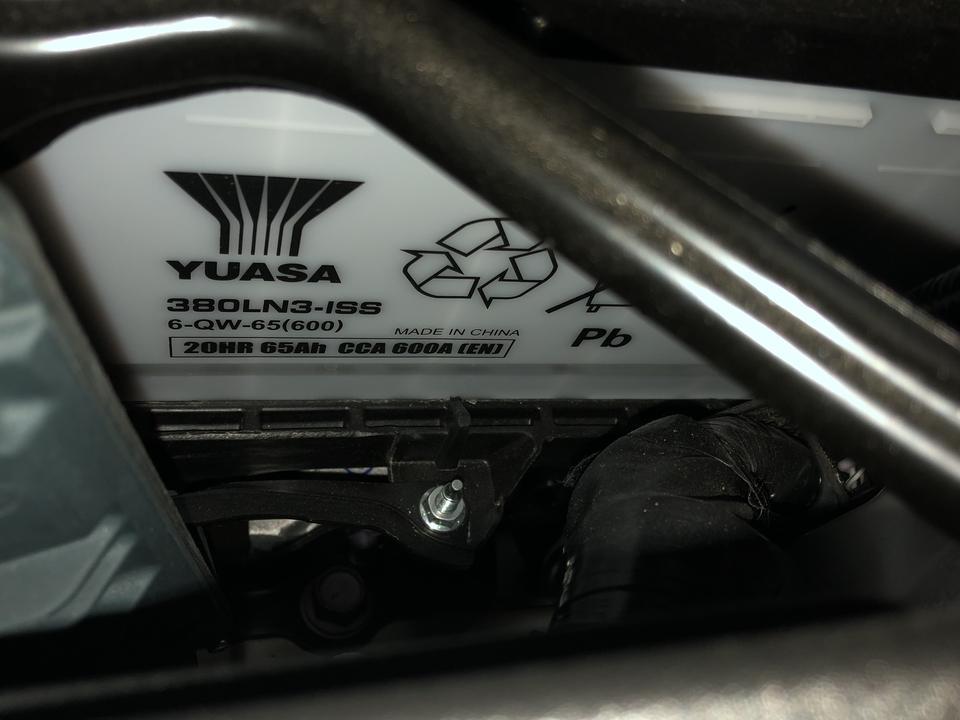 YUASA
380LN3-ISS
6-QW-65(600)
MADE IN CHINA
20HR 65Ah CCA 600A (EN)
Pb